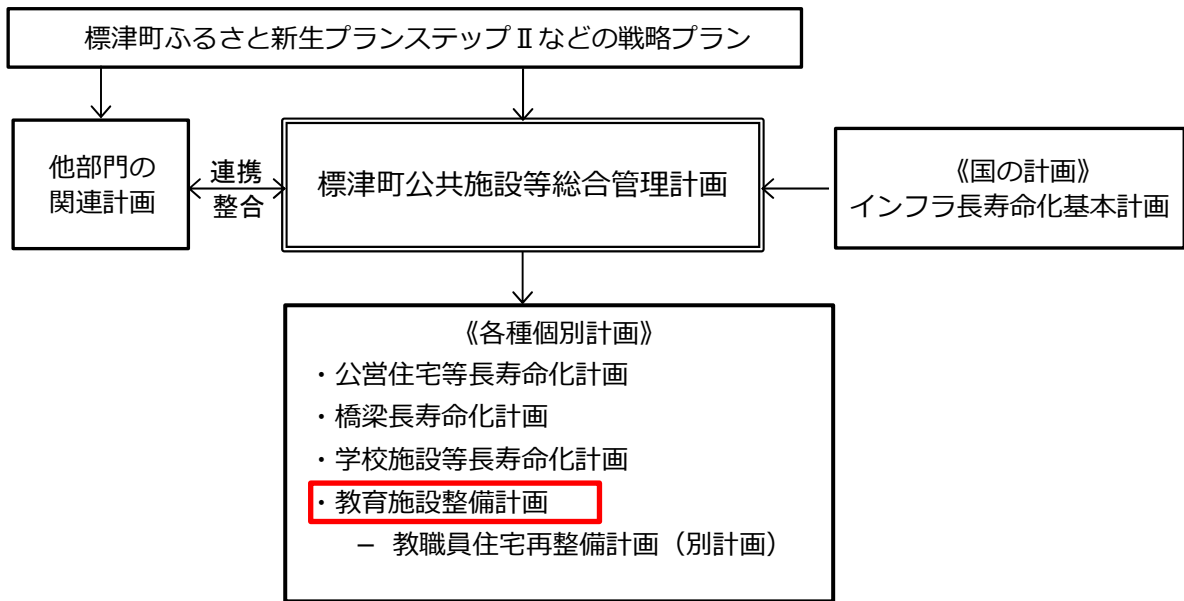 標津町ふるさと新生プランステップⅡなどの戦略プラン
他部門の
関連計画
連携
整合
標津町公共施設等総合管理計画
《国の計画》
インフラ長寿命化基本計画
《各種個別計画》
・公営住宅等長寿命化計画
・橋梁長寿命化計画
・学校施設等長寿命化計画
・教育施設整備計画
－ 教職員住宅再整備計画（別計画）